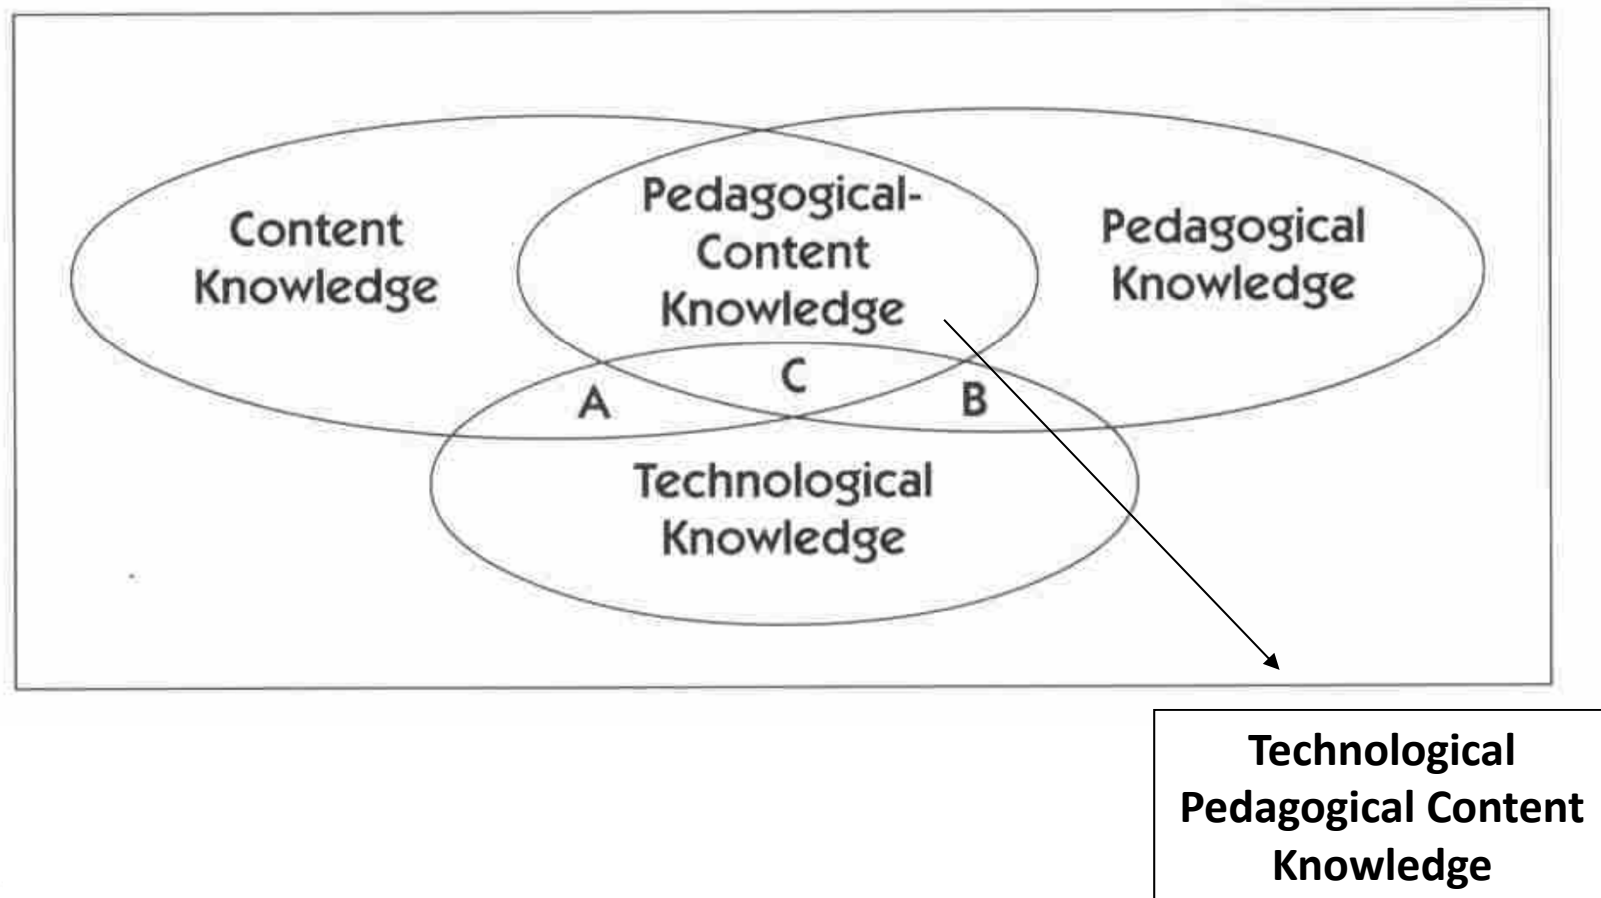 Content
Knowledge
Pedagogical-
Content
Knowledge
Pedagogical
Knowledge
A
C
B
Technological
Knowledge
Technological
Pedagogical Content
Knowledge